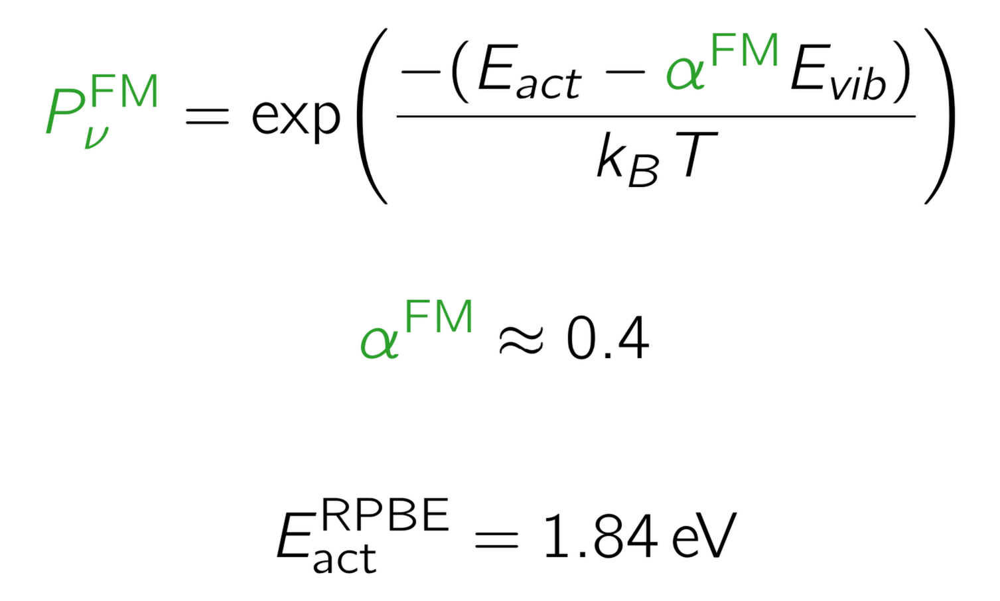 P_ν^FM = exp( −(E_act − α^FM E_vib) / k_B T )
α^FM ≈ 0.4
E_act^RPBE = 1.84 eV